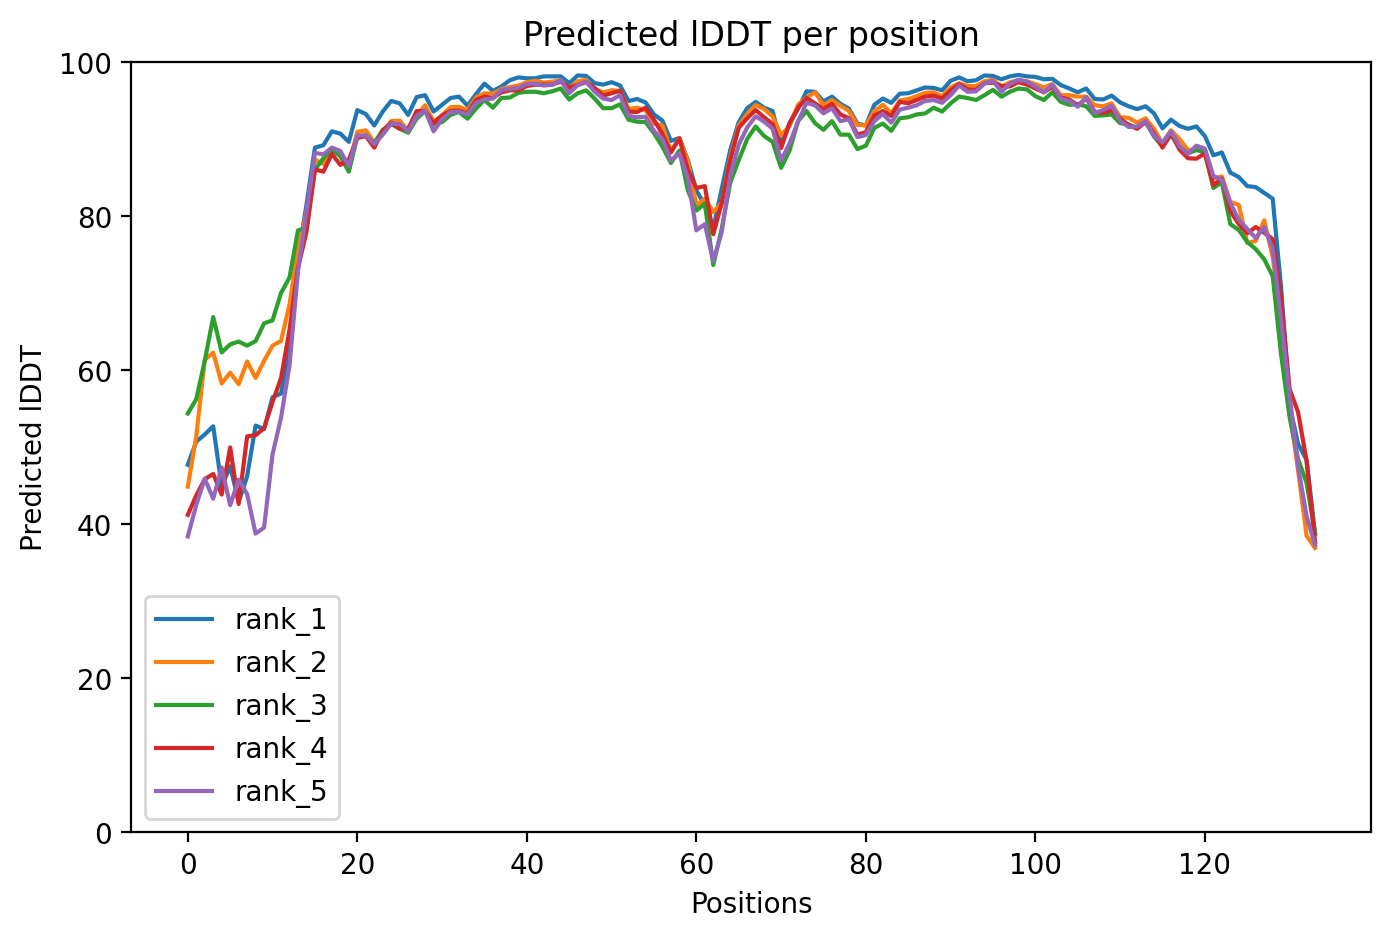 Predicted lDDT per position
100
80
60
40
20
0
Predicted lDDT
rank_1
rank_2
rank_3
rank_4
rank_5
0 20 40 60 80 100 120
Positions